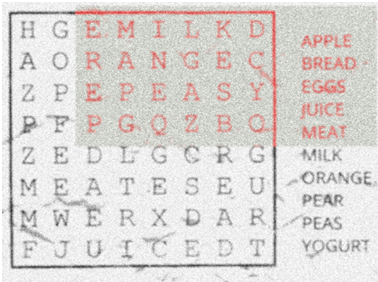 H G E M I L K D
A O R A N G E C
Z P E P E A S Y
P F P G Q Z B Q
Z E D L G C R G
M E A T E S E U
M W E R X D A R
F J U I C E D T
APPLE
BREAD
EGGS
JUICE
MEAT
MILK
ORANGE
PEAR
PEAS
YOGURT